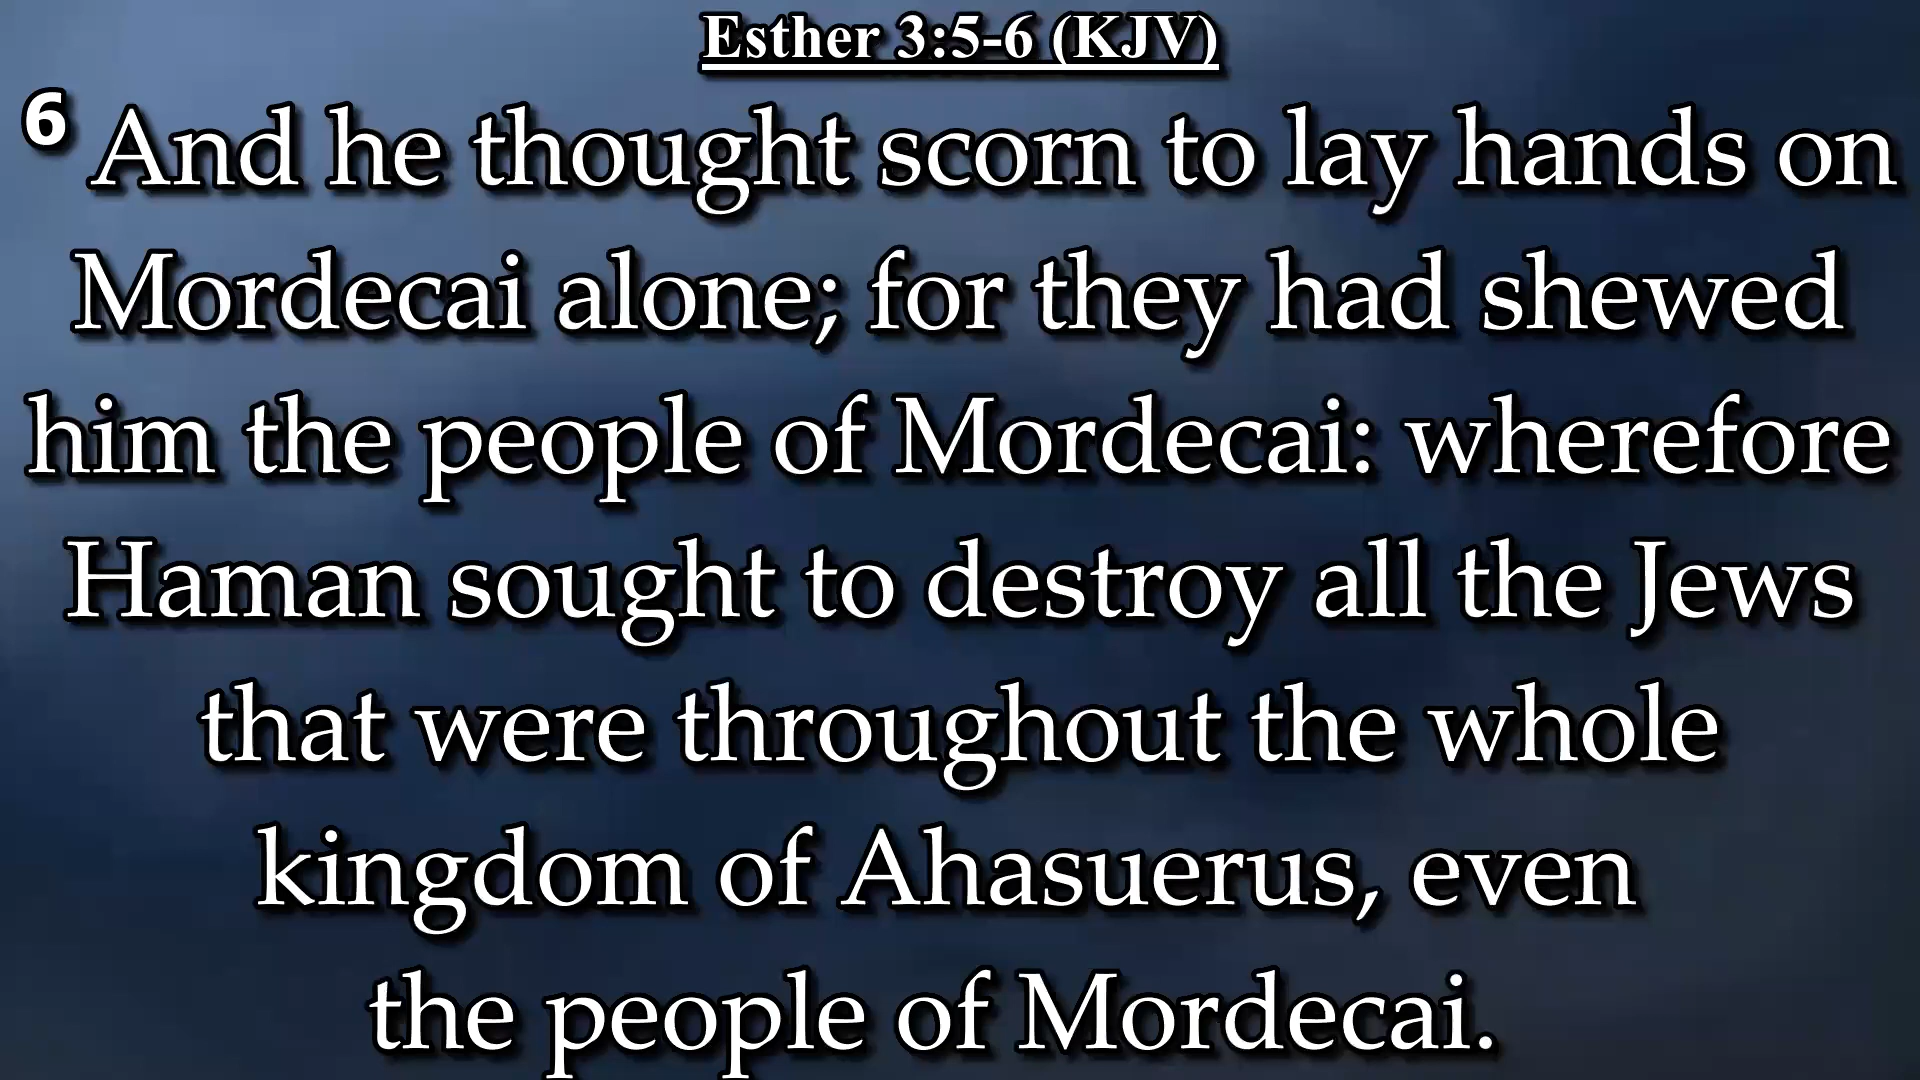 Esther 3:5-6 (KJV)
6 And he thought scorn to lay hands on
Mordecai alone; for they had shewed
him the people of Mordecai: wherefore
Haman sought to destroy all the Jews
that were throughout the whole
kingdom of Ahasuerus, even
the people of Mordecai.